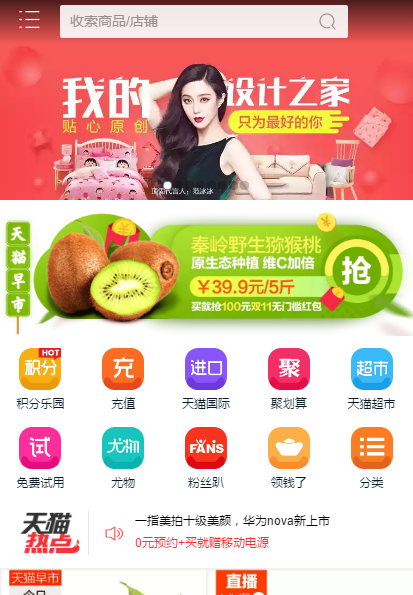 收索商品/店铺
我的
设计之家
贴心原创
只为最好的你
代言人：范冰冰
天猫早市
秦岭野生猕猴桃
原生态种植 维C加倍
￥39.9元/5斤
买就抢100元双11无门槛红包
抢
积分
HOT
充
进口
聚
超市
积分乐园
充值
天猫国际
聚划算
天猫超市
试
尤物
FANS
免费试用
尤物
粉丝趴
领钱了
分类
天猫
热点
一指美拍十级美颜，华为nova新上市
0元预约+买就赠移动电源
天猫早市
直播
今日